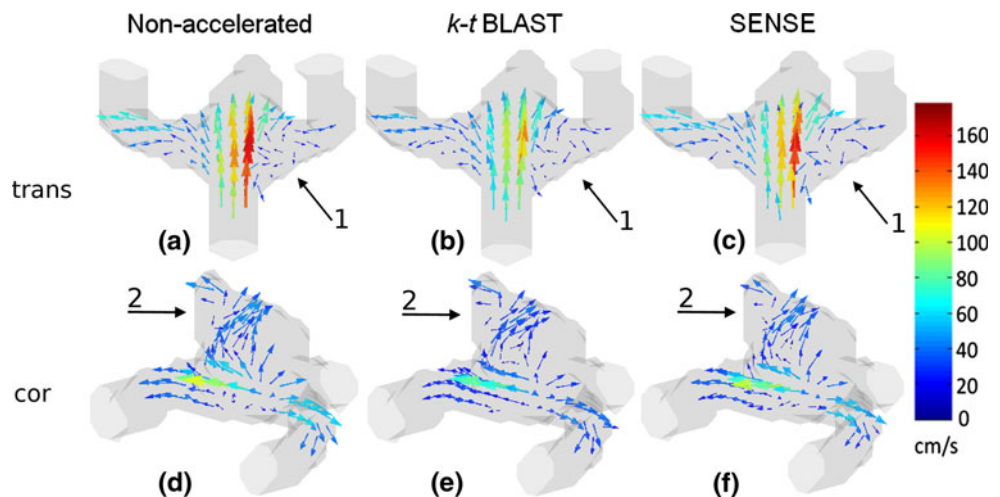 Non-accelerated
k-t BLAST
SENSE
trans
1
1
1
(a)
(b)
(c)
2
2
2
cor
(d)
(e)
(f)
160
140
120
100
80
60
40
20
0
cm/s